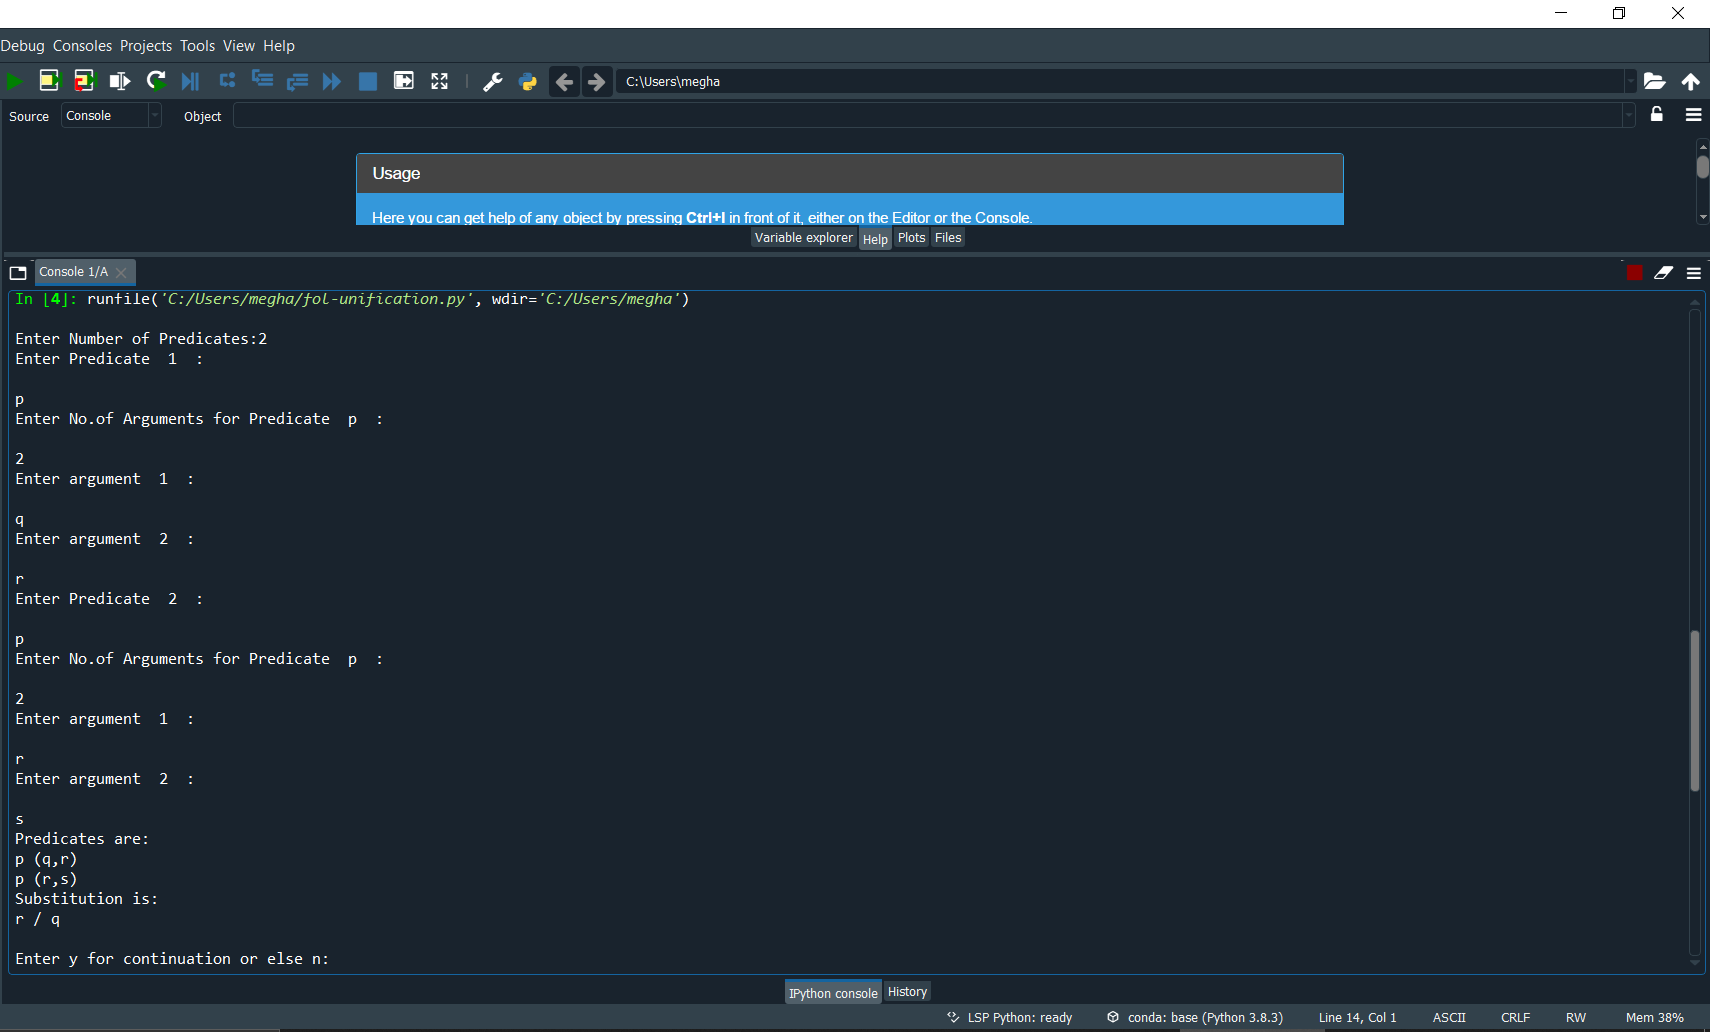 Debug Consoles Projects Tools View Help
C:\Users\megha
Source Console Object
Usage
Here you can get help of any object by pressing Ctrl+I in front of it, either on the Editor or the Console.
Variable explorer Help Plots Files
Console 1/A
In [4]: runfile('C:/Users/megha/fol-unification.py', wdir='C:/Users/megha')
Enter Number of Predicates:2
Enter Predicate  1  :
p
Enter No.of Arguments for Predicate  p  :
2
Enter argument  1  :
q
Enter argument  2  :
r
Enter Predicate  2  :
p
Enter No.of Arguments for Predicate  p  :
2
Enter argument  1  :
r
Enter argument  2  :
s
Predicates are:
p (q,r)
p (r,s)
Substitution is:
r / q
Enter y for continuation or else n:
IPython console History
LSP Python: ready conda: base (Python 3.8.3) Line 14, Col 1 ASCII CRLF RW Mem 38%